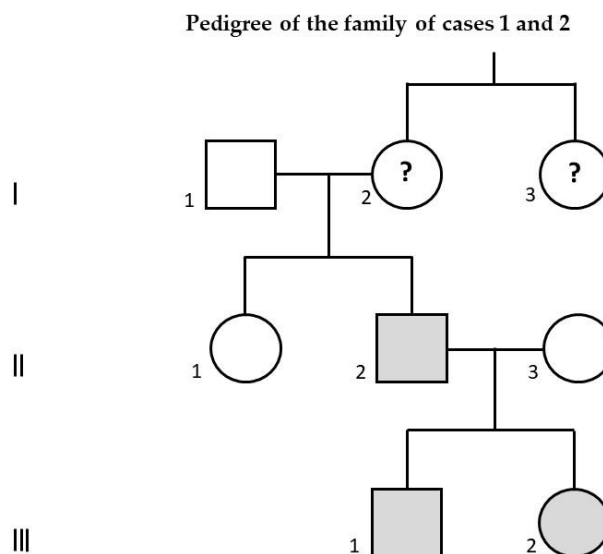 Pedigree of the family of cases 1 and 2
? ?
I 1 2 3
II 1 2 3
III 1 2